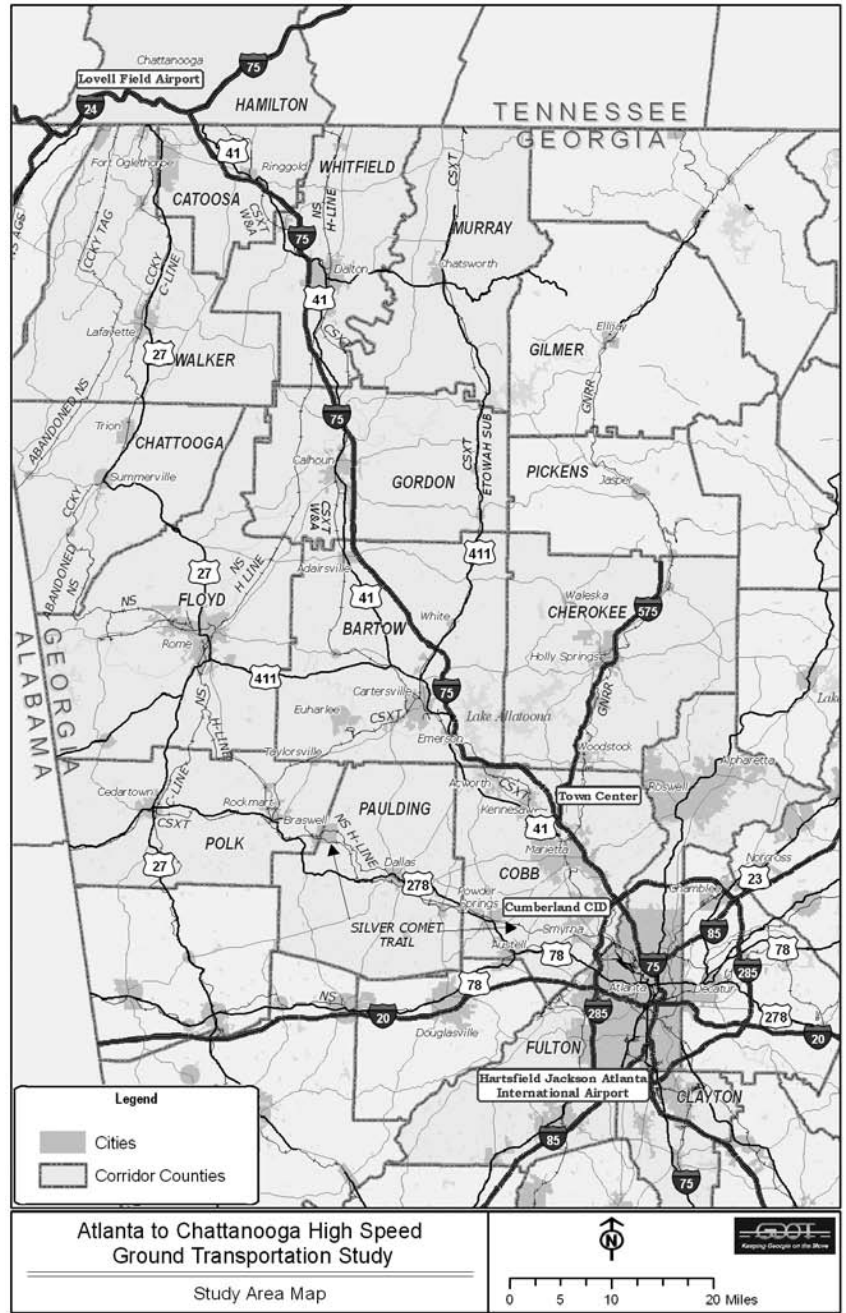 Chattanooga
75
Lovell Field Airport
24
HAMILTON
TENNESSEE
GEORGIA
Fort Oglethorpe
41
Ringgold
WHITFIELD
CSXT
NS
H-LINE
CATOOSA
CSXT
W&A
MURRAY
NS AGS
CCKY TAG
CCKY
C-LINE
75
Dalton
Chatsworth
41
Lafayette
CSXT
Ellijay
GILMER
27
WALKER
GNRR
ABANDONED NS
75
Trion
CHATTOOGA
Calhoun
CSXT
ETOWAH SUB
PICKENS
Summerville
GORDON
Jasper
CSXT
W&A
ABANDONED CCKY
NS
411
27
NS
H LINE
Adairsville
FLOYD
41
Waleska
CHEROKEE
575
NS
White
BARTOW
Rome
Holly Springs
411
GEORGIA
ALABAMA
75
Cartersville
GNRR
Lake Allatoona
Lake
Euharlee
CSXT
Emerson
NS
H-LINE
Woodstock
Taylorsville
Alpharetta
Acworth
CSXT
Roswell
Cedartown
C-LINE
Rockmart
PAULDING
Kennesaw
Town Center
CSXT
Braswell
NS H-LINE
41
POLK
Marietta
Norcross
27
Dallas
COBB
23
278
Powder
Springs
Chamblee
Cumberland CID
SILVER COMET
TRAIL
Smyrna
85
Austell
78
78
75
285
78
Atlanta
Decatur
NS
20
285
278
Douglasville
20
FULTON
Hartsfield Jackson Atlanta
International Airport
CLAYTON
85
75
Legend
Cities
Corridor Counties
Atlanta to Chattanooga High Speed
Ground Transportation Study
Study Area Map
N
0 5 10 20 Miles
GDOT
Keeping Georgia on the Move